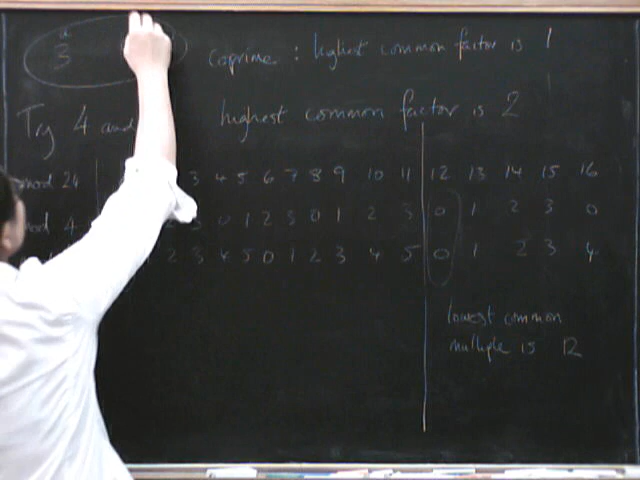 a
3
coprime : highest common factor is 1
Try 4 and
highest common factor is 2
mod 24 3 4 5 6 7 8 9 10 11 12 13 14 15 16
mod 4 2 3 0 1 2 3 0 1 2 3 0 1 2 3 0
2 3 4 5 0 1 2 3 4 5 0 1 2 3 4
lowest common
multiple is 12